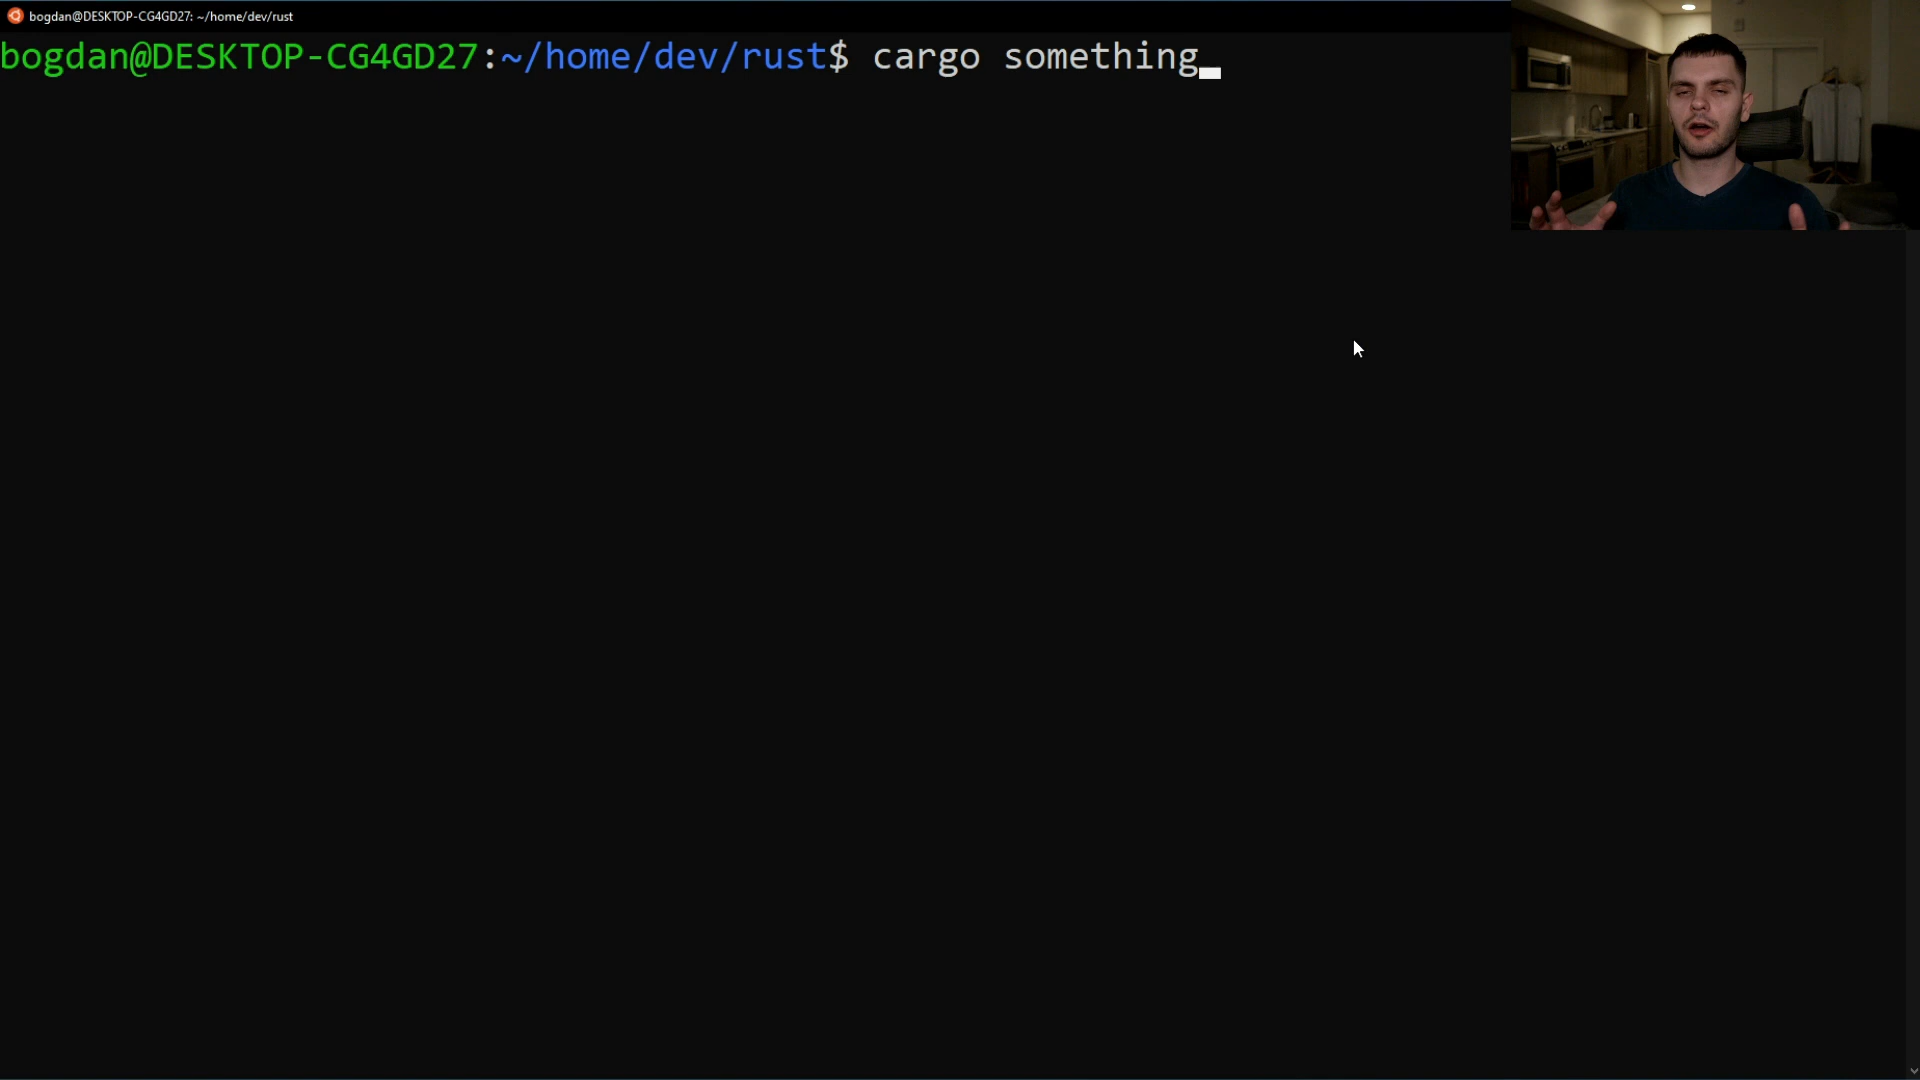 bogdan@DESKTOP-CG4GD27: ~/home/dev/rust
bogdan@DESKTOP-CG4GD27:~/home/dev/rust$ cargo something